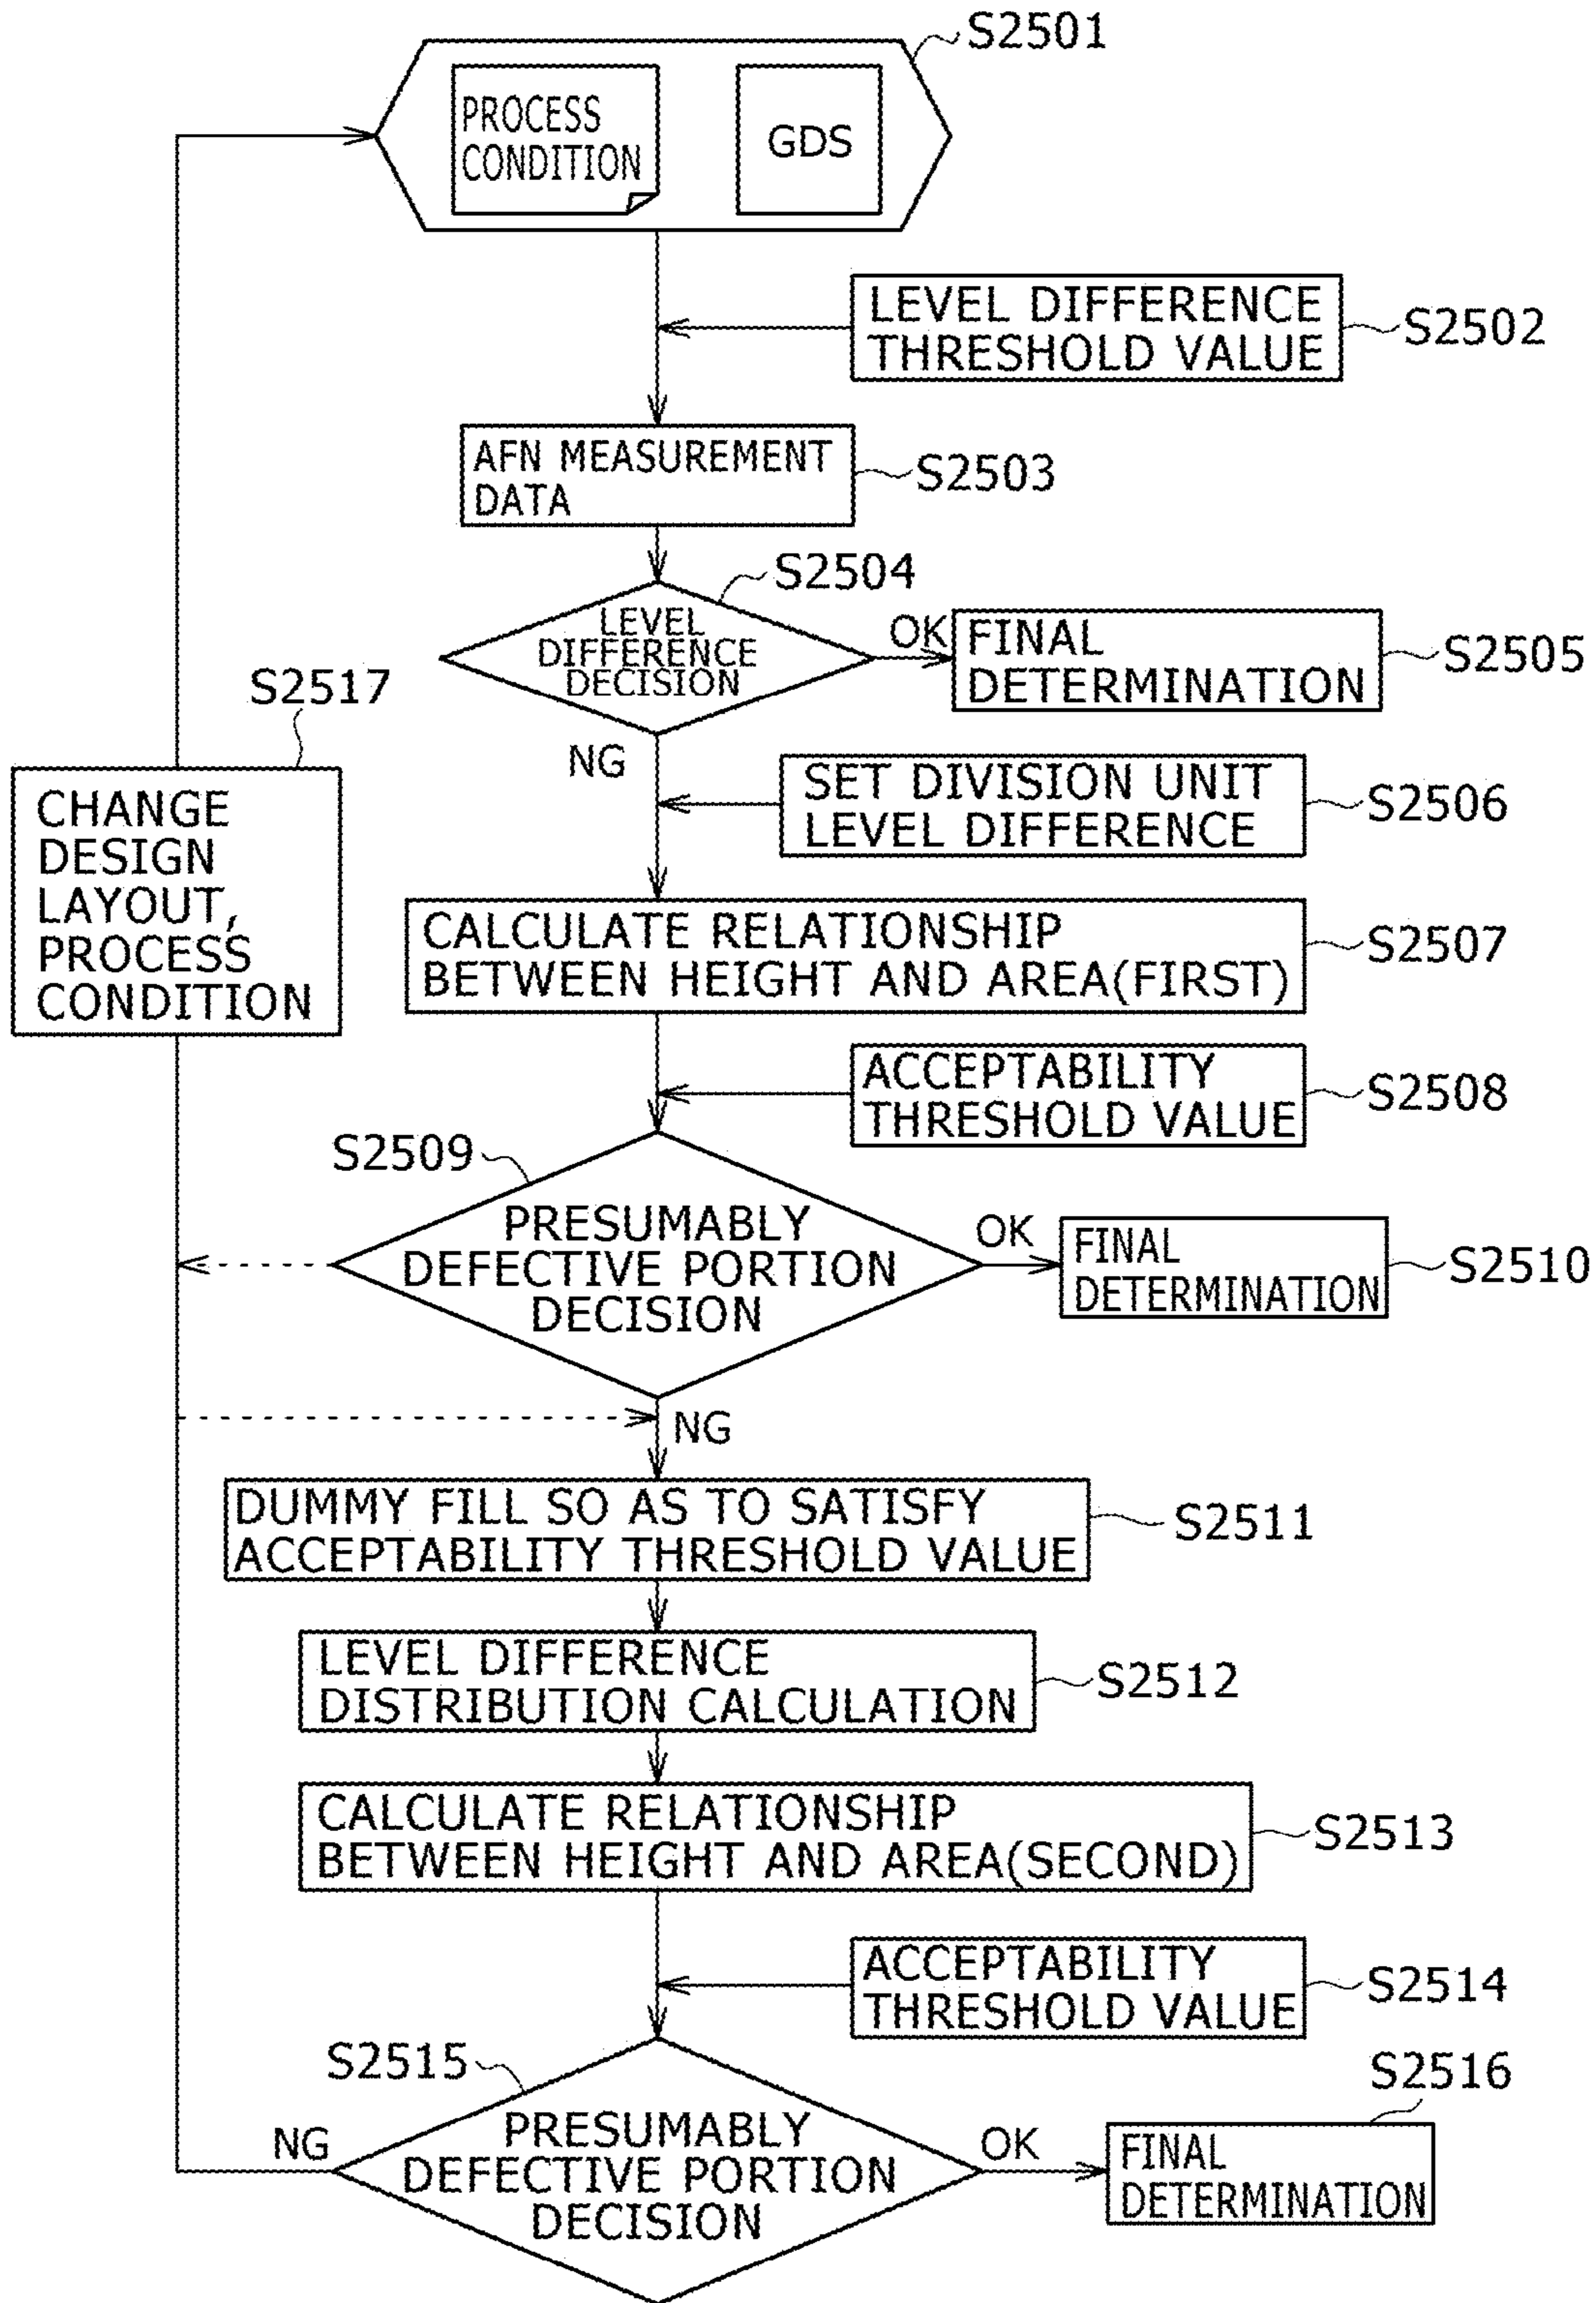 S2501
PROCESS
CONDITION
GDS
LEVEL DIFFERENCE
THRESHOLD VALUE
S2502
AFN MEASUREMENT
DATA
S2503
S2504
LEVEL
DIFFERENCE
DECISION
OK
FINAL
DETERMINATION
S2505
S2517
NG
CHANGE
DESIGN
LAYOUT,
PROCESS
CONDITION
SET DIVISION UNIT
LEVEL DIFFERENCE
S2506
CALCULATE RELATIONSHIP
BETWEEN HEIGHT AND AREA(FIRST)
S2507
ACCEPTABILITY
THRESHOLD VALUE
S2508
S2509
PRESUMABLY
DEFECTIVE PORTION
DECISION
OK
FINAL
DETERMINATION
S2510
NG
DUMMY FILL SO AS TO SATISFY
ACCEPTABILITY THRESHOLD VALUE
S2511
LEVEL DIFFERENCE
DISTRIBUTION CALCULATION
S2512
CALCULATE RELATIONSHIP
BETWEEN HEIGHT AND AREA(SECOND)
S2513
ACCEPTABILITY
THRESHOLD VALUE
S2514
S2515
NG
PRESUMABLY
DEFECTIVE PORTION
DECISION
OK
S2516
FINAL
DETERMINATION